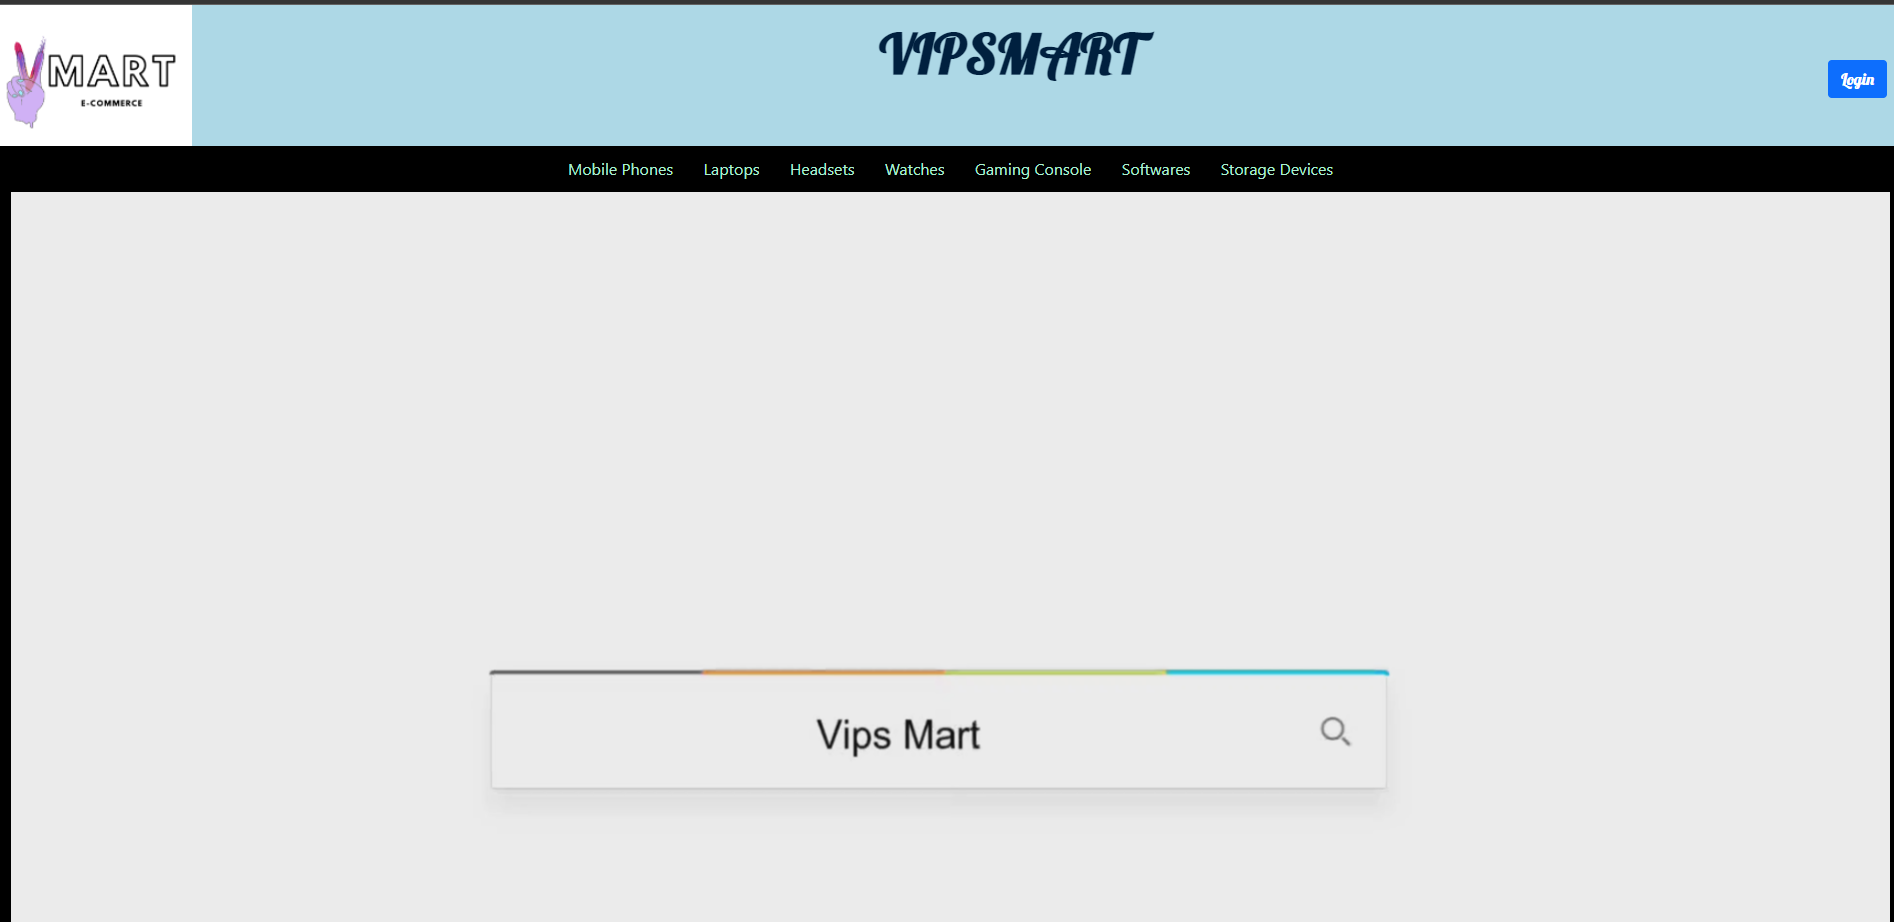 VMART
E-COMMERCE
VIPSMART
Login
Mobile Phones Laptops Headsets Watches Gaming Console Softwares Storage Devices
Vips Mart